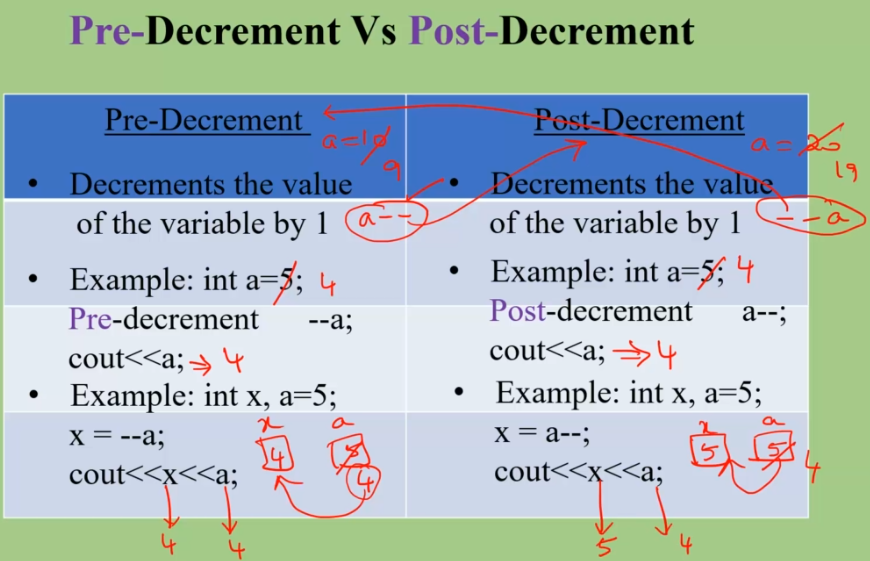 Pre-Decrement Vs Post-Decrement
Pre-Decrement
a=10
9
• Decrements the value
of the variable by 1
a--
• Example: int a=5; 4
Pre-decrement --a;
cout<<a; → 4
• Example: int x, a=5;
x = --a;
cout<<x<<a;
x a
4 5
4
4 4
Post-Decrement
a=20
19
• Decrements the value
of the variable by 1
--a
• Example: int a=5; 4
Post-decrement a--;
cout<<a; ⇒ 4
• Example: int x, a=5;
x = a--;
cout<<x<<a;
x a
5 5 4
5 4